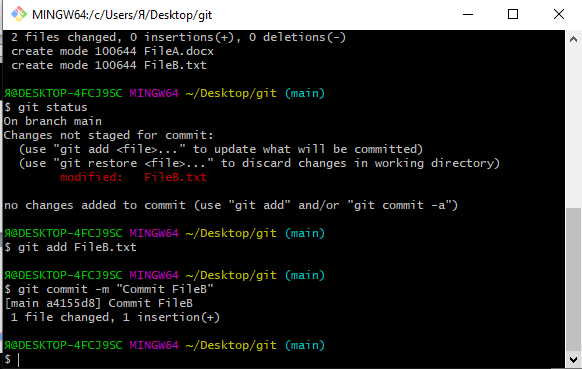 MINGW64:/c/Users/Я/Desktop/git
2 files changed, 0 insertions(+), 0 deletions(-)
create mode 100644 FileA.docx
create mode 100644 FileB.txt
Я@DESKTOP-4FCJ9SC MINGW64 ~/Desktop/git (main)
$ git status
On branch main
Changes not staged for commit:
(use "git add <file>..." to update what will be committed)
(use "git restore <file>..." to discard changes in working directory)
modified:   FileB.txt
no changes added to commit (use "git add" and/or "git commit -a")
Я@DESKTOP-4FCJ9SC MINGW64 ~/Desktop/git (main)
$ git add FileB.txt
Я@DESKTOP-4FCJ9SC MINGW64 ~/Desktop/git (main)
$ git commit -m "Commit FileB"
[main a4155d8] Commit FileB
1 file changed, 1 insertion(+)
Я@DESKTOP-4FCJ9SC MINGW64 ~/Desktop/git (main)
$